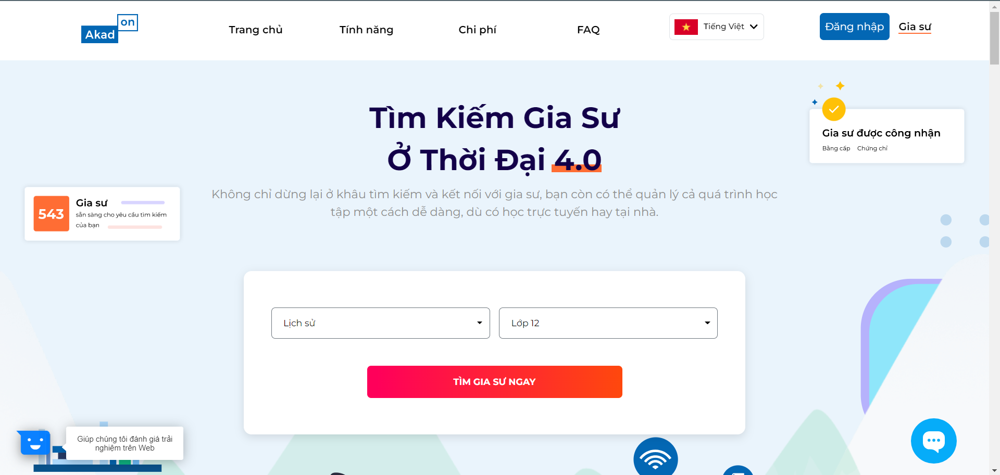 Akad
on
Trang chủ
Tính năng
Chi phí
FAQ
Tiếng Việt
Đăng nhập
Gia sư
Tìm Kiếm Gia Sư
Ở Thời Đại 4.0
Không chỉ dừng lại ở khâu tìm kiếm và kết nối với gia sư, bạn còn có thể quản lý cả quá trình học
tập một cách dễ dàng, dù có học trực tuyến hay tại nhà.
Gia sư được công nhận
Bằng cấp Chứng chỉ
543
Gia sư
sẵn sàng cho yêu cầu tìm kiếm
của bạn
Lịch sử
Lớp 12
TÌM GIA SƯ NGAY
Giúp chúng tôi đánh giá trải
nghiệm trên Web